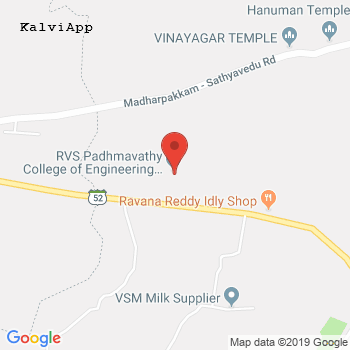 KalviApp
Hanuman Temple
VINAYAGAR TEMPLE
Madharpakkam - Sathyavedu Rd
RVS Padhmavathy
College of Engineering...
52
Ravana Reddy Idly Shop
VSM Milk Supplier
Google
Map data ©2019 Google